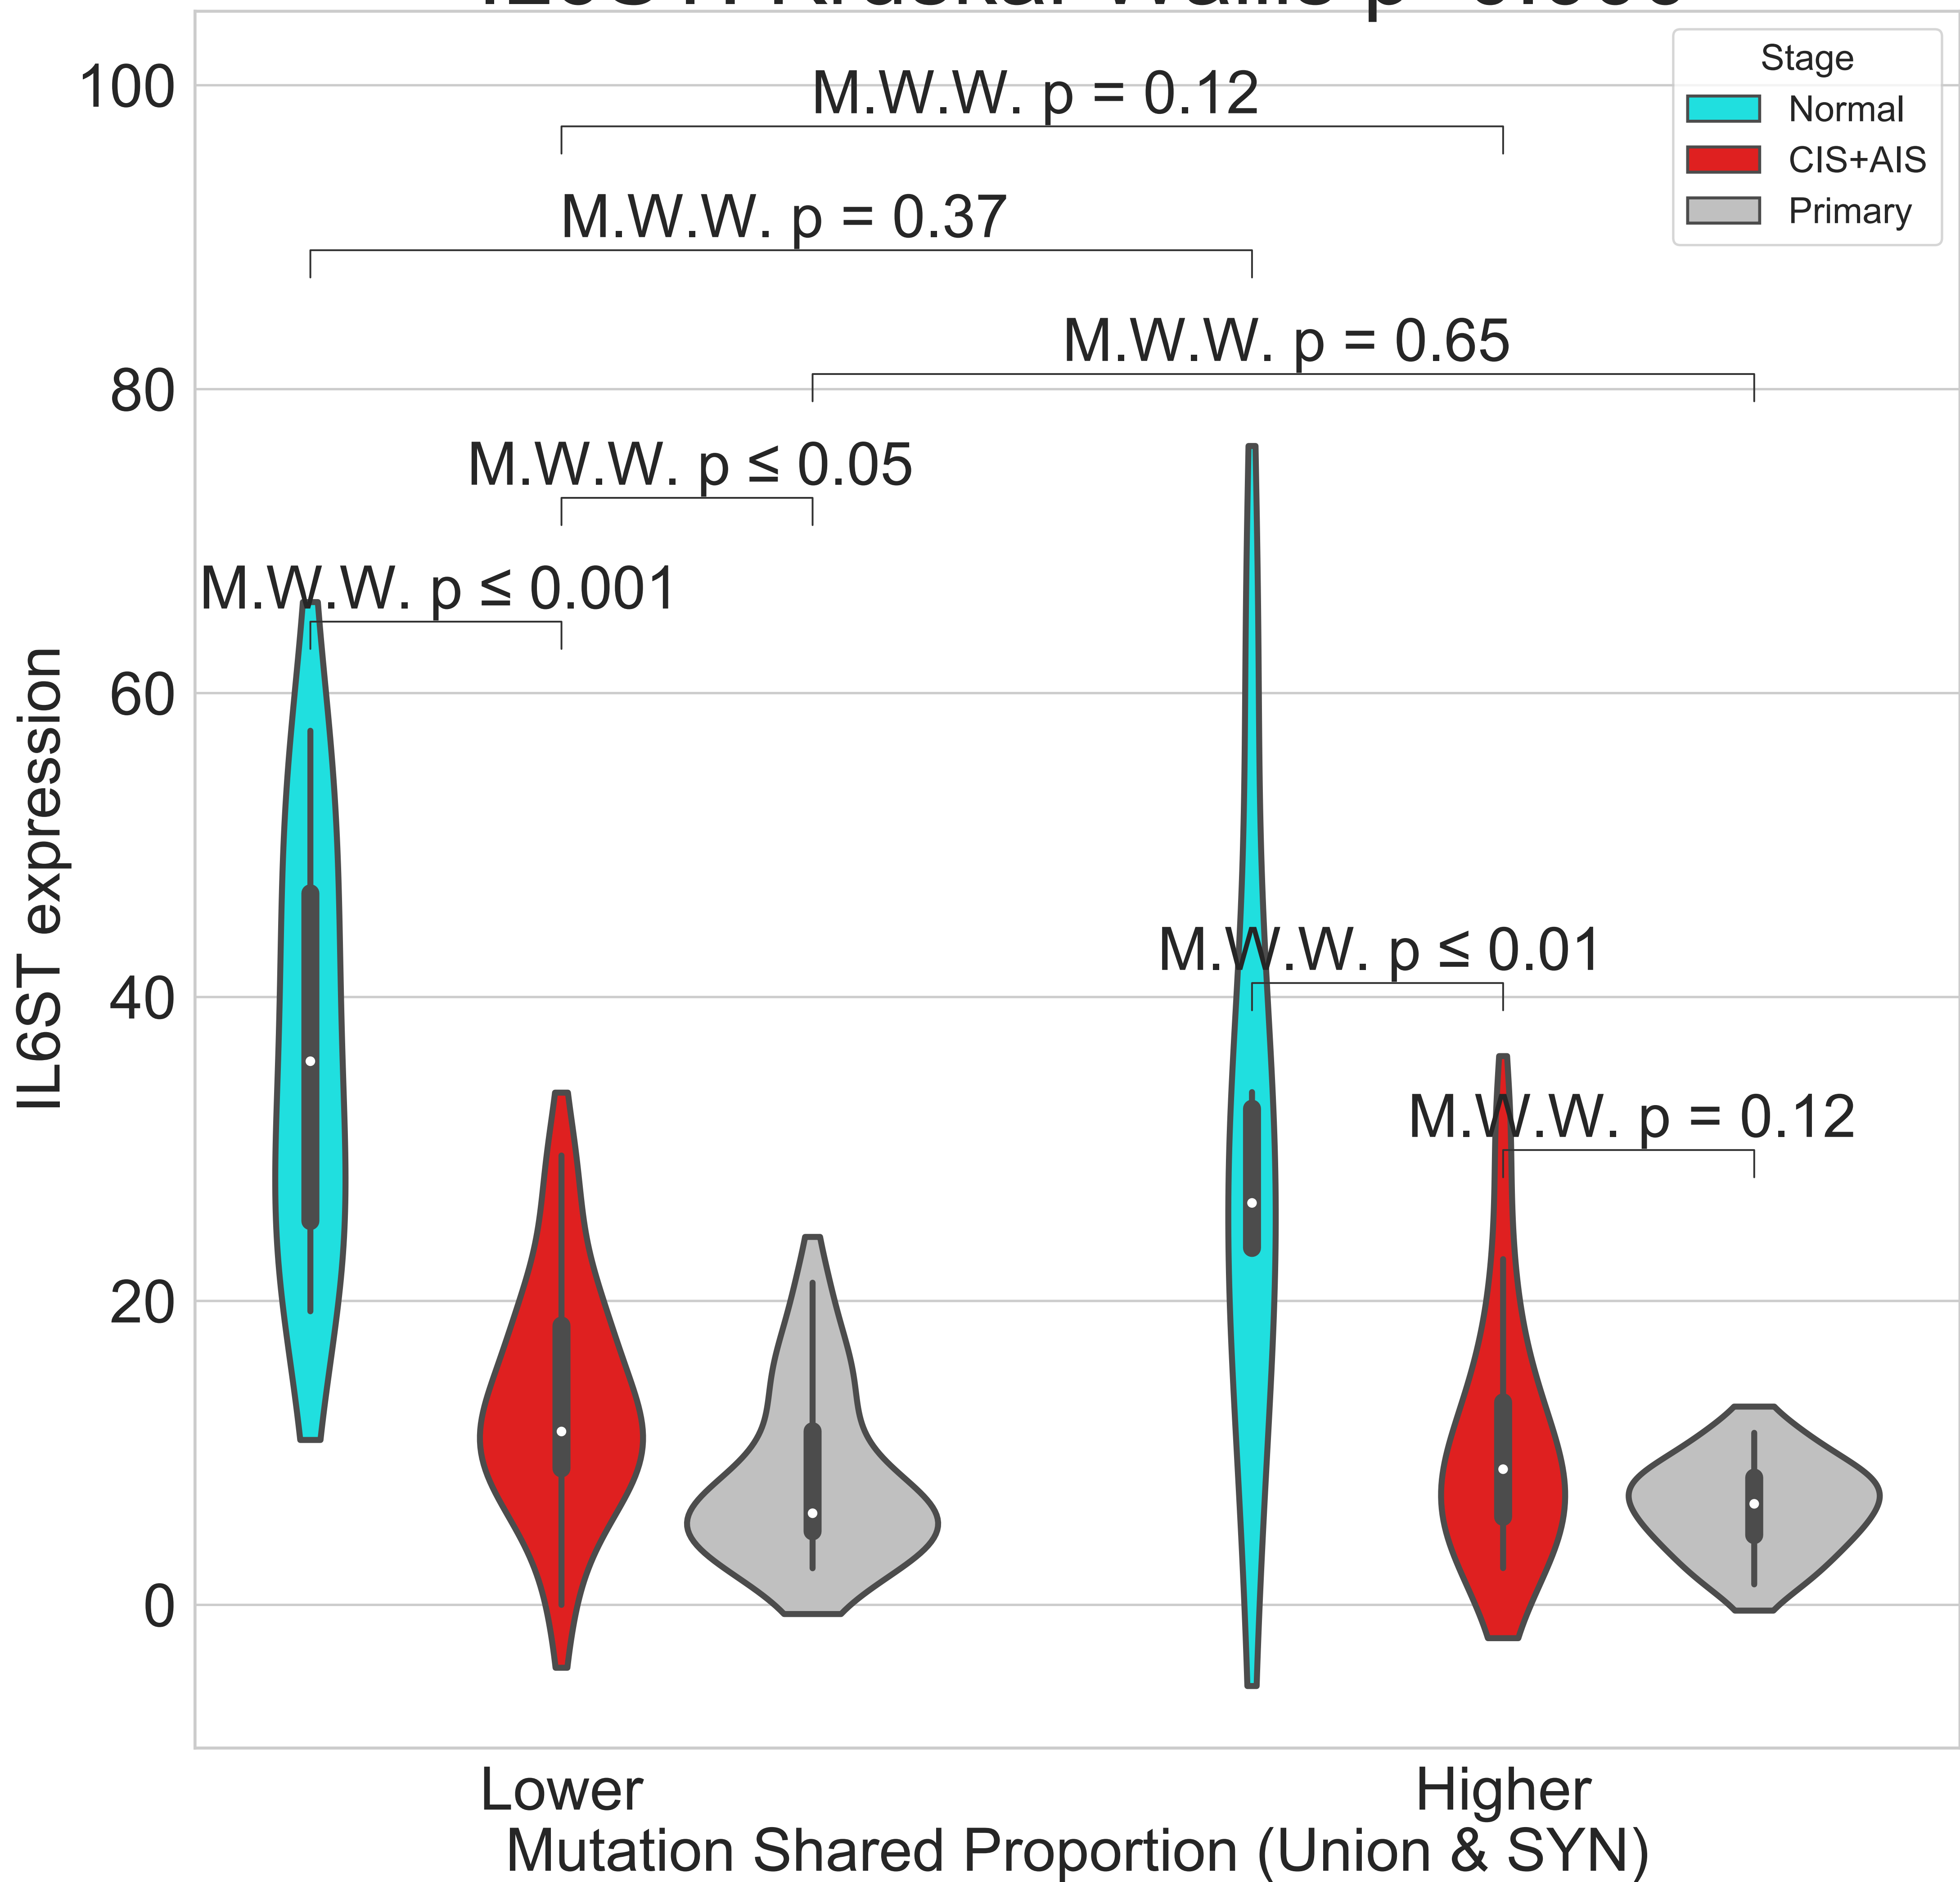 100
80
60
40
20
0
IL6ST expression
Stage
Normal
CIS+AIS
Primary
M.W.W. p = 0.12
M.W.W. p = 0.37
M.W.W. p = 0.65
M.W.W. p ≤ 0.05
M.W.W. p ≤ 0.001
M.W.W. p ≤ 0.01
M.W.W. p = 0.12
Lower
Higher
Mutation Shared Proportion (Union & SYN)